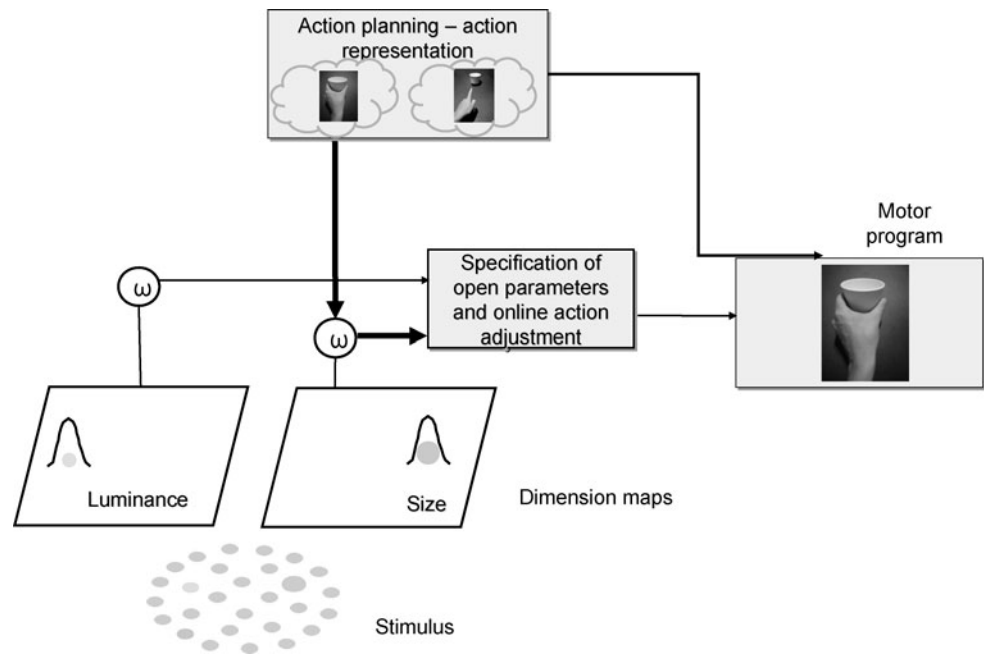 Action planning – action
representation
Motor
program
ω
Specification of
open parameters
and online action
adjustment
ω
Luminance
Size
Dimension maps
Stimulus